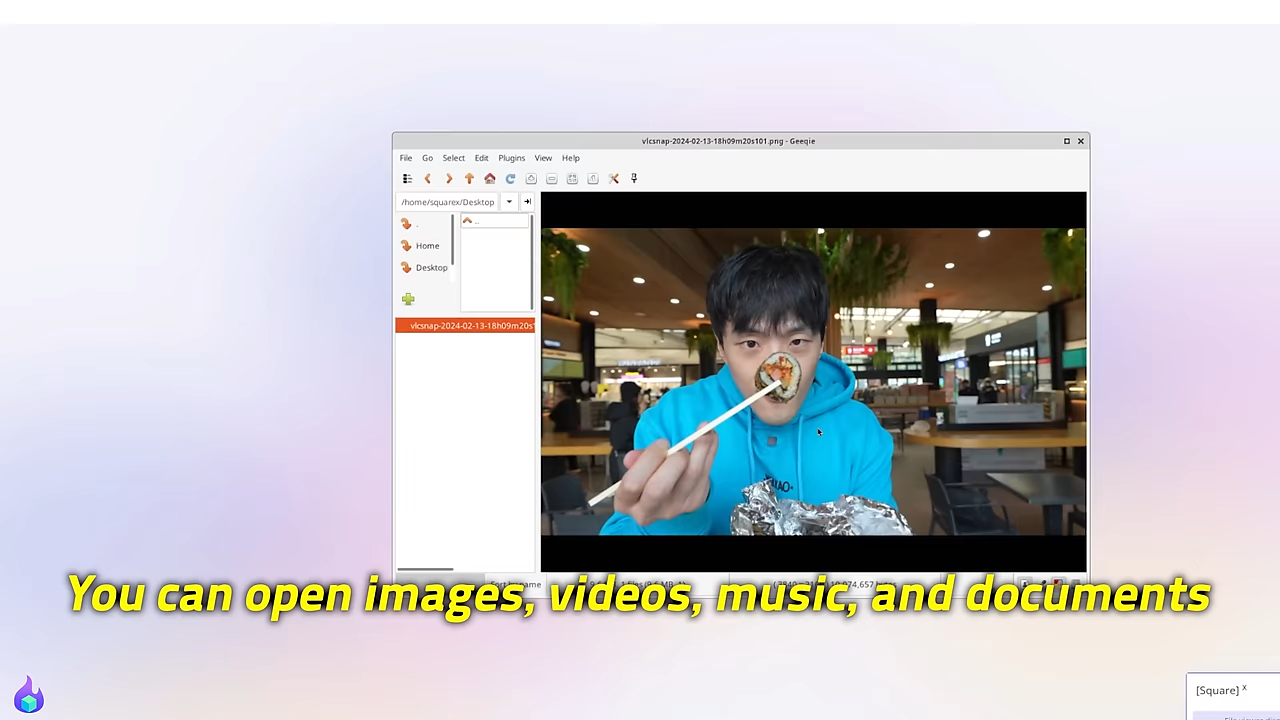 vlcsnap-2024-02-13-18h09m20s101.png - Geeqie
File Go Select Edit Plugins View Help
/home/squarex/Desktop
.
..
Home
Desktop
vlcsnap-2024-02-13-18h09m20s
You can open images, videos, music, and documents
[Square] X